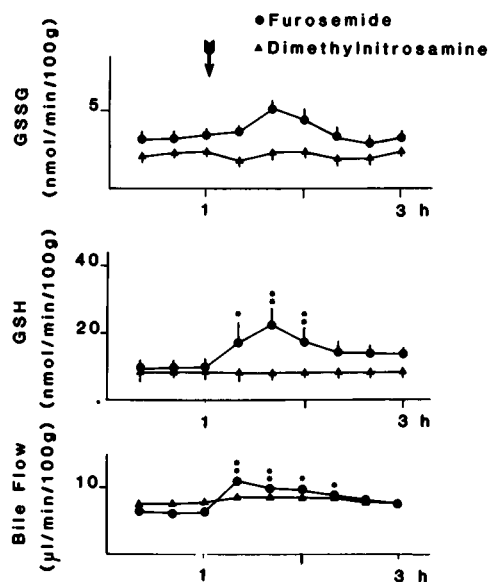 ● Furosemide
▲ Dimethylnitrosamine
GSSG
(nmol/min/100g)
5
1
3 h
GSH
(nmol/min/100g)
40
20
1
3 h
Bile Flow
(µl/min/100g)
10
1
3 h